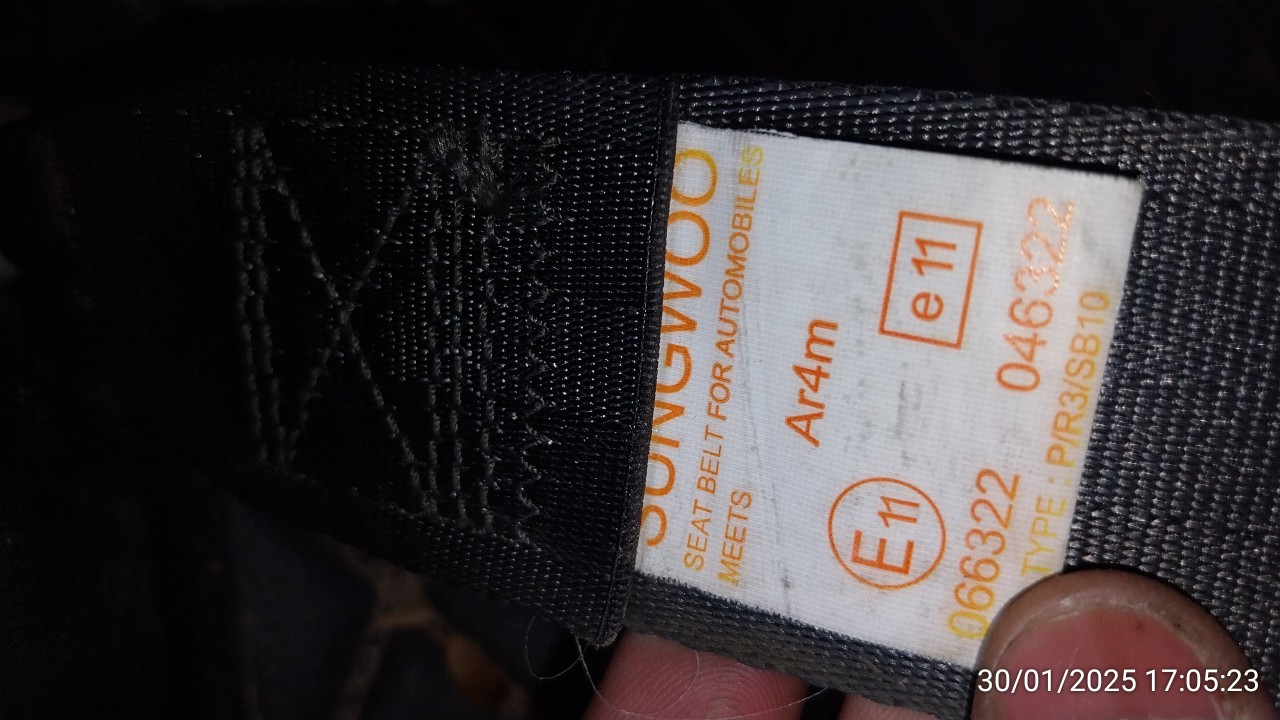 SUNGWOO
SEAT BELT FOR AUTOMOBILES
MEETS
Ar4m
E11
e 11
066322
046322
TYPE : P/R3/SB10
30/01/2025 17:05:23